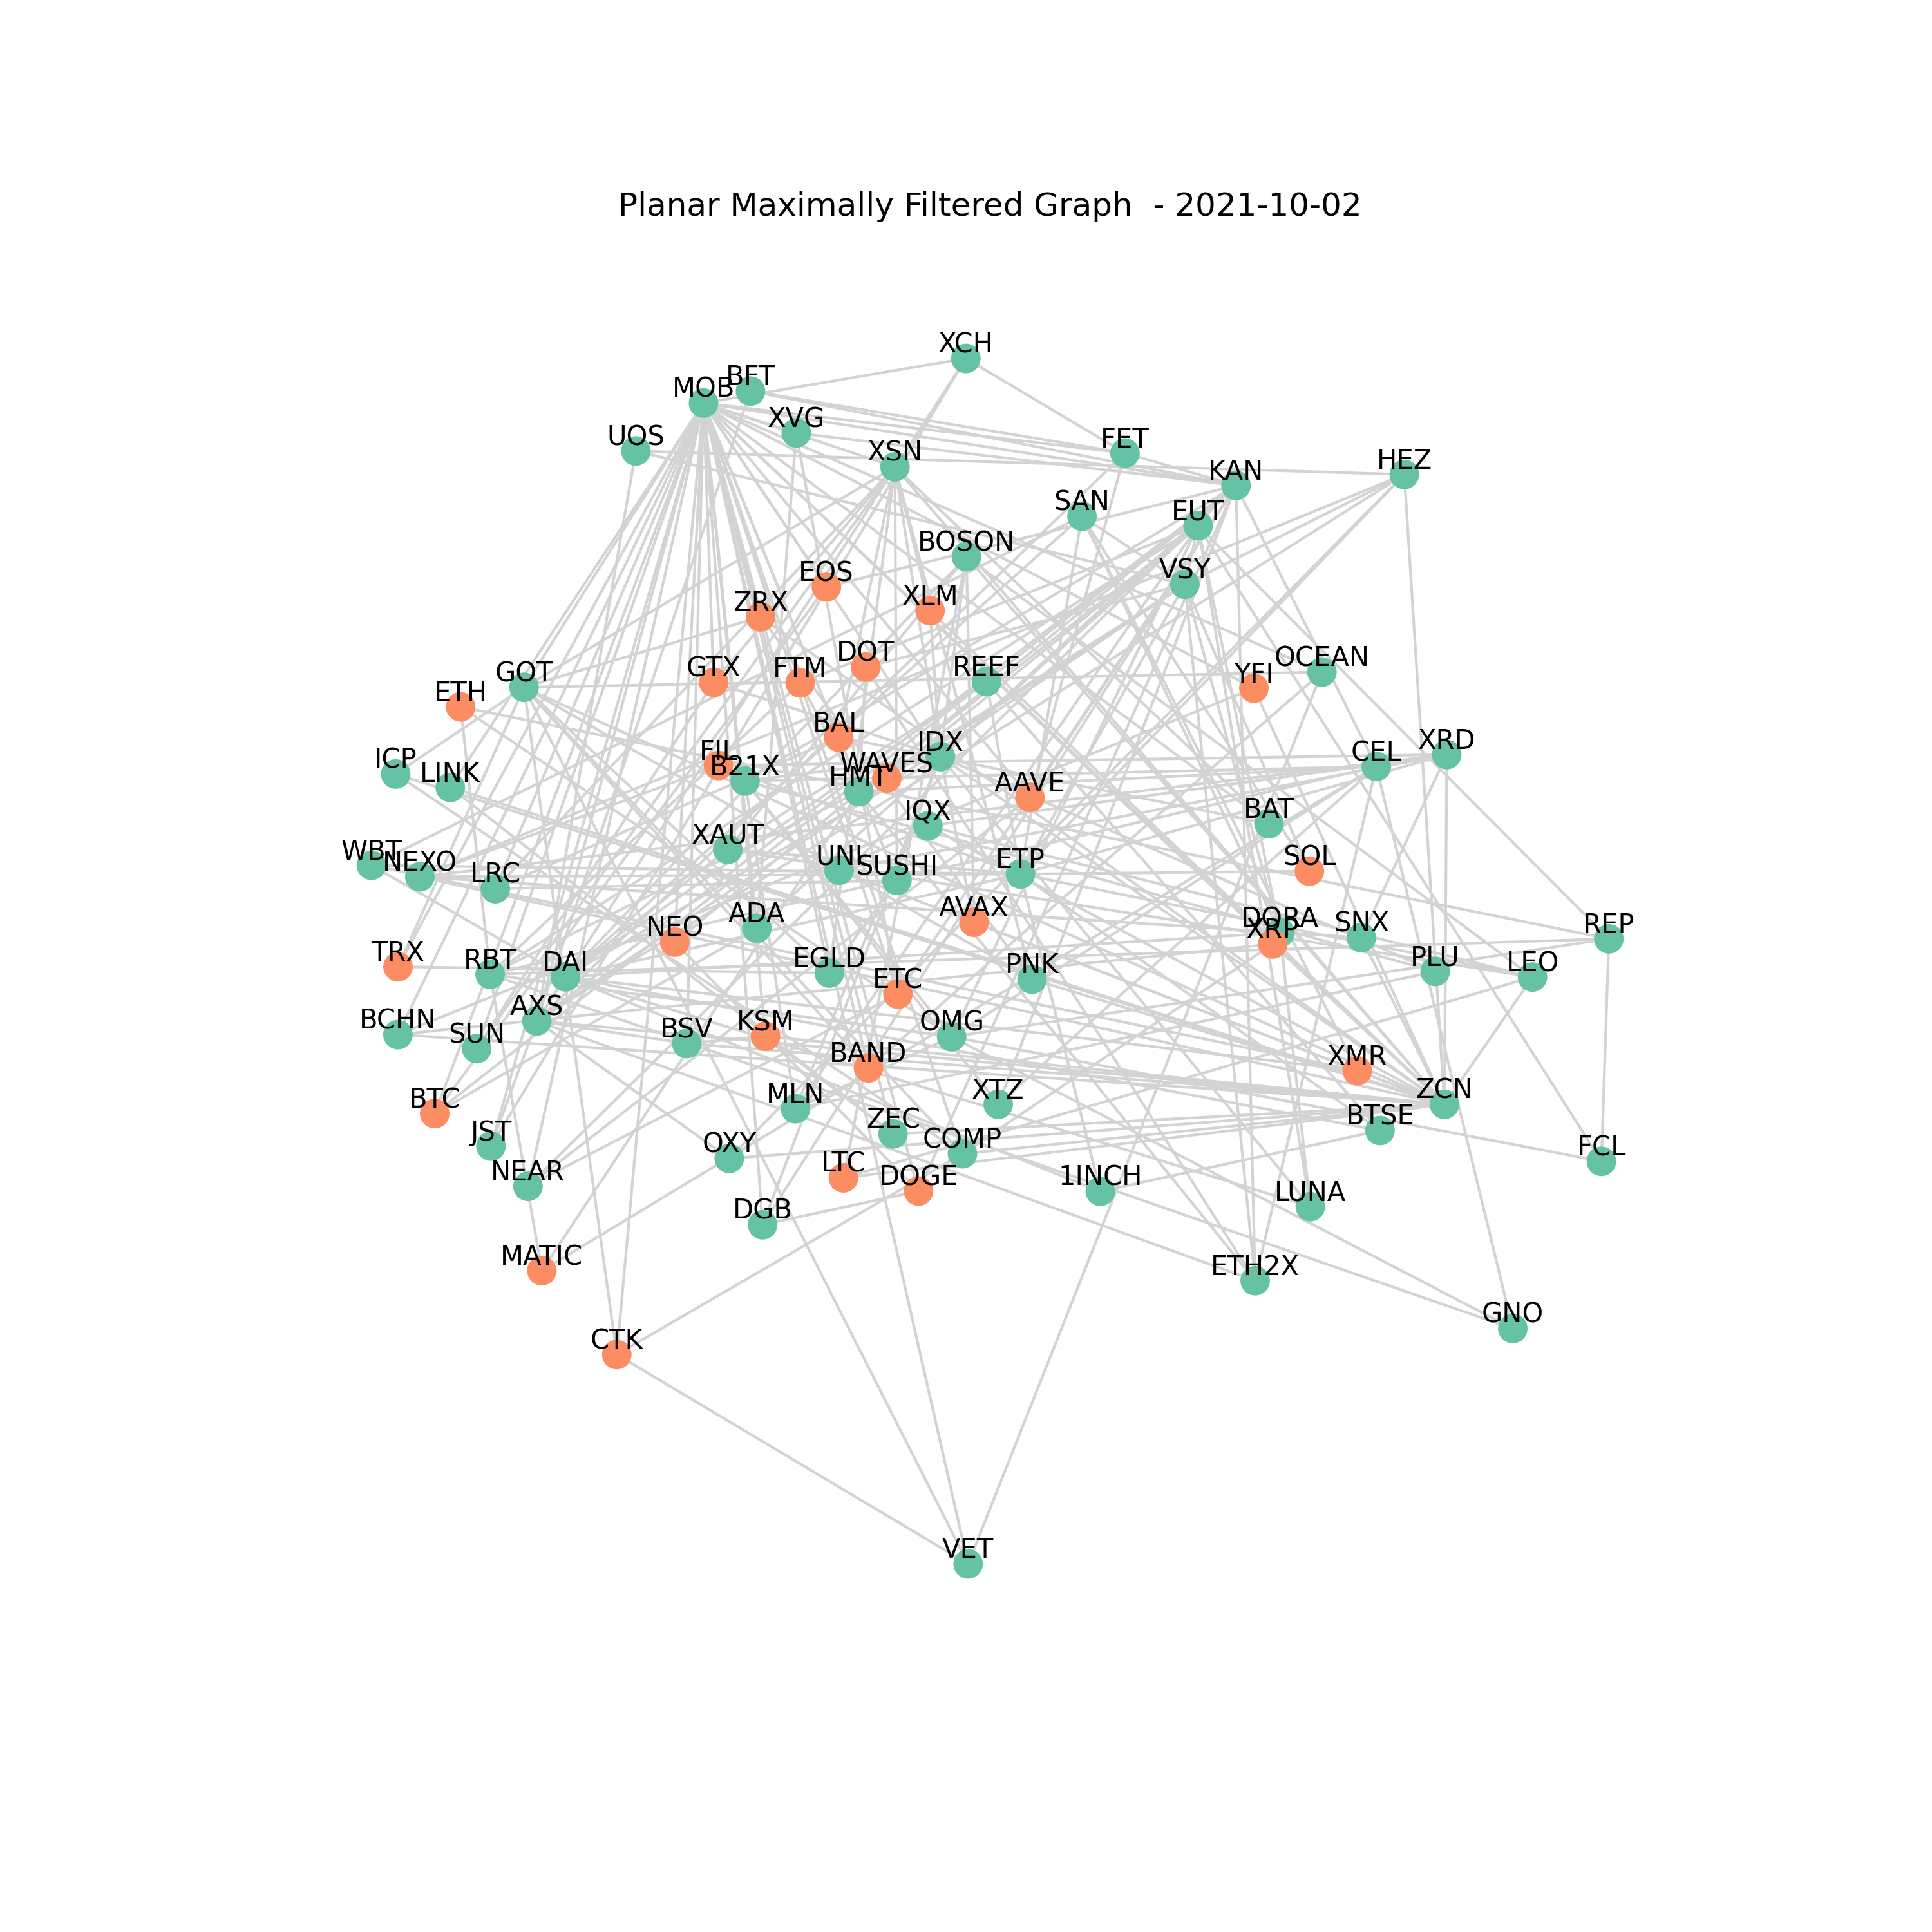 Planar Maximally Filtered Graph  - 2021-10-02
XCH
BFT
MOB
XVG
UOS
FET
XSN
HEZ
KAN
SAN
EUT
BOSON
VSY
EOS
XLM
ZRX
DOT
OCEAN
REEF
GTX
FTM
YFI
GOT
ETH
BAL
IDX
XRD
CEL
FIL
ICP
B21X
WAVES
LINK
HMT
AAVE
BAT
IQX
XAUT
WBT
NEXO
UNI
SUSHI
ETP
SOL
LRC
AVAX
ADA
DORA
SNX
REP
NEO
XRP
TRX
RBT
DAI
EGLD
PNK
PLU
LEO
ETC
AXS
BCHN
SUN
BSV
KSM
OMG
BAND
XMR
BTC
MLN
XTZ
ZCN
BTSE
JST
ZEC
OXY
COMP
FCL
NEAR
LTC
DOGE
1INCH
LUNA
DGB
MATIC
ETH2X
GNO
CTK
VET